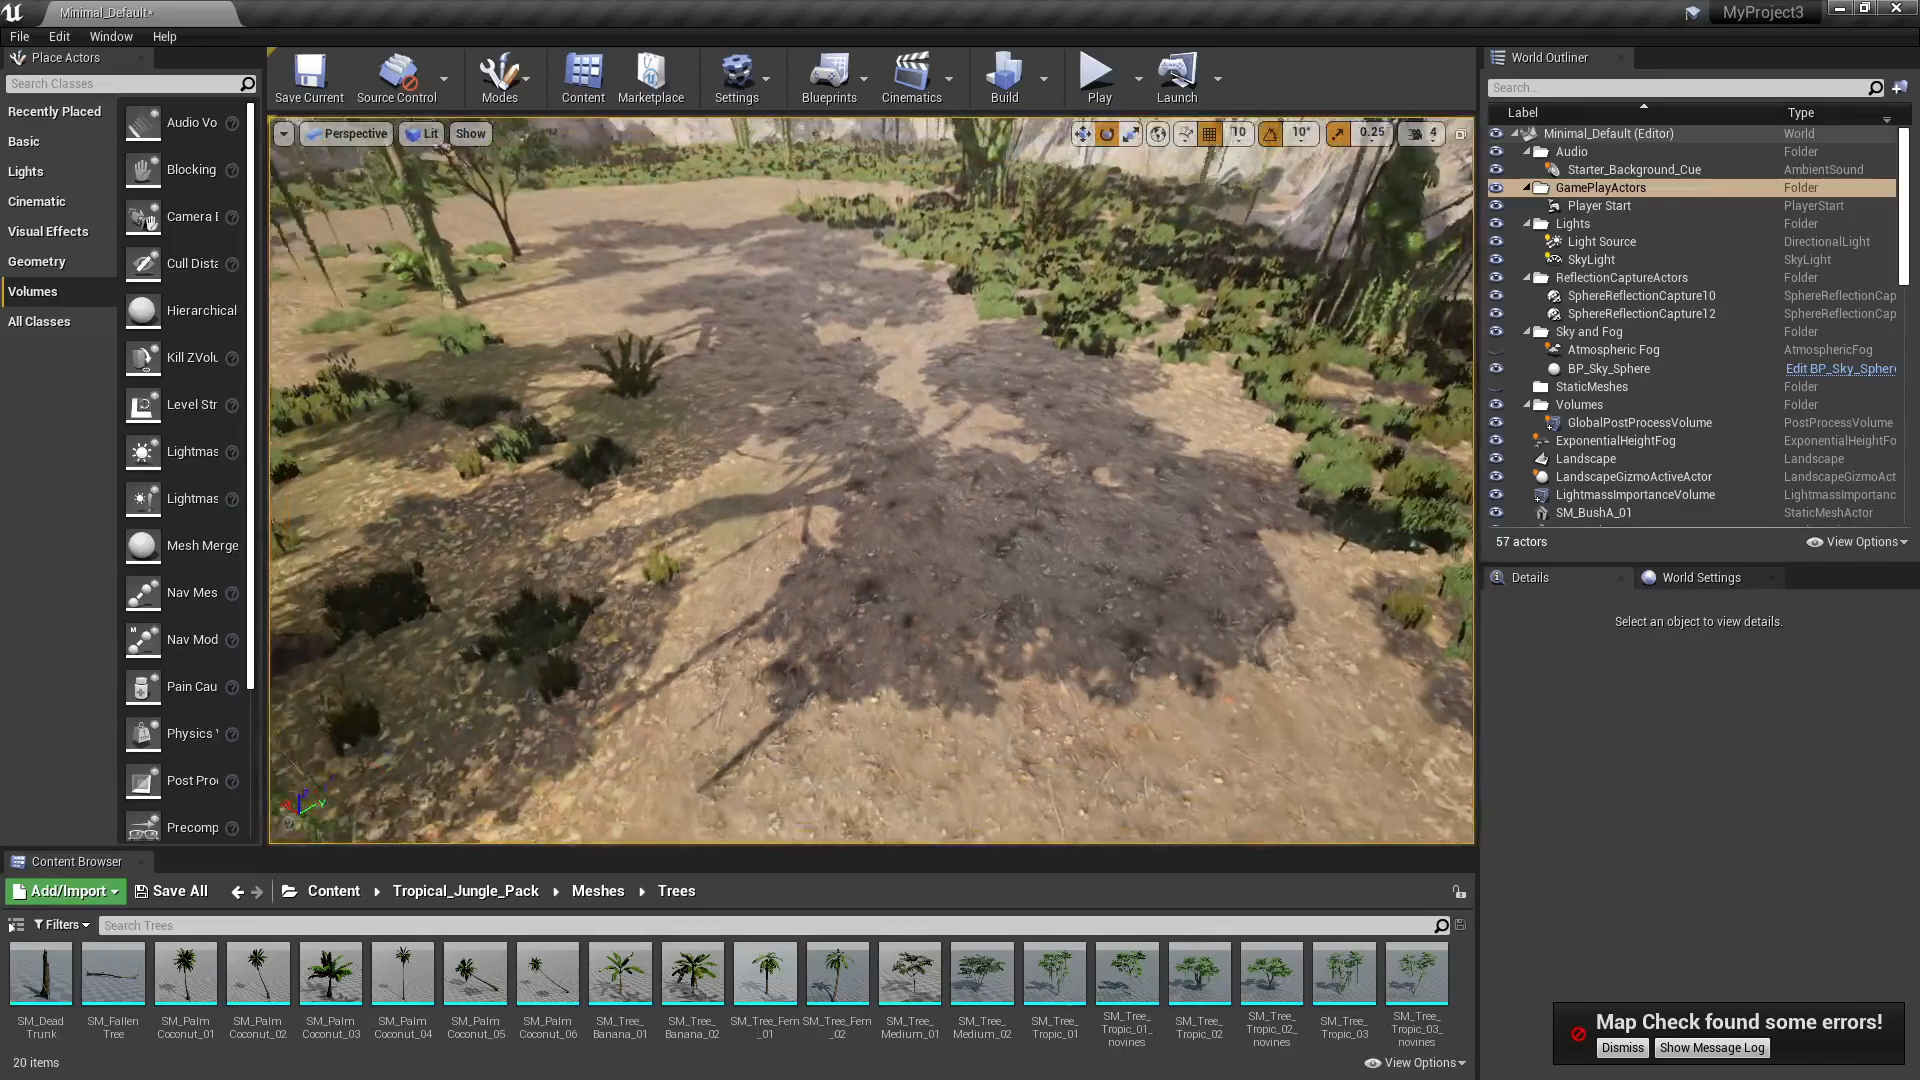 Minimal_Default*
MyProject3
File
Edit
Window
Help
Place Actors
Search Classes
Recently Placed
Basic
Lights
Cinematic
Visual Effects
Geometry
Volumes
All Classes
Audio Vo
Blocking
Camera E
Cull Dista
Hierarchical
Kill ZVolu
Level Str
Lightmas
Lightmas
Mesh Merge
Nav Mes
Nav Mod
Pain Cau
Physics V
Post Pro
Precomp
Save Current
Source Control
Modes
Content
Marketplace
Settings
Blueprints
Cinematics
Build
Play
Launch
Perspective
Lit
Show
10
10°
0.25
4
World Outliner
Search...
Label
Type
Minimal_Default (Editor)
World
Audio
Folder
Starter_Background_Cue
AmbientSound
GamePlayActors
Folder
Player Start
PlayerStart
Lights
Folder
Light Source
DirectionalLight
SkyLight
SkyLight
ReflectionCaptureActors
Folder
SphereReflectionCapture10
SphereReflectionCap
SphereReflectionCapture12
SphereReflectionCap
Sky and Fog
Folder
Atmospheric Fog
AtmosphericFog
BP_Sky_Sphere
Edit BP_Sky_Sphere
StaticMeshes
Folder
Volumes
Folder
GlobalPostProcessVolume
PostProcessVolume
ExponentialHeightFog
ExponentialHeightFo
Landscape
Landscape
LandscapeGizmoActiveActor
LandscapeGizmoAct
LightmassImportanceVolume
LightmassImportanc
SM_BushA_01
StaticMeshActor
57 actors
View Options
Details
World Settings
Select an object to view details.
Content Browser
Add/Import
Save All
Content
Tropical_Jungle_Pack
Meshes
Trees
Filters
Search Trees
SM_Dead
Trunk
SM_Fallen
Tree
SM_Palm
Coconut_01
SM_Palm
Coconut_02
SM_Palm
Coconut_03
SM_Palm
Coconut_04
SM_Palm
Coconut_05
SM_Palm
Coconut_06
SM_Tree_
Banana_01
SM_Tree_
Banana_02
SM_Tree_Fern
_01
SM_Tree_Fern
_02
SM_Tree_
Medium_01
SM_Tree_
Medium_02
SM_Tree_
Tropic_01
SM_Tree_
Tropic_01_
novines
SM_Tree_
Tropic_02
SM_Tree_
Tropic_02_
novines
SM_Tree_
Tropic_03
SM_Tree_
Tropic_03_
novines
20 items
View Options
Map Check found some errors!
Dismiss
Show Message Log